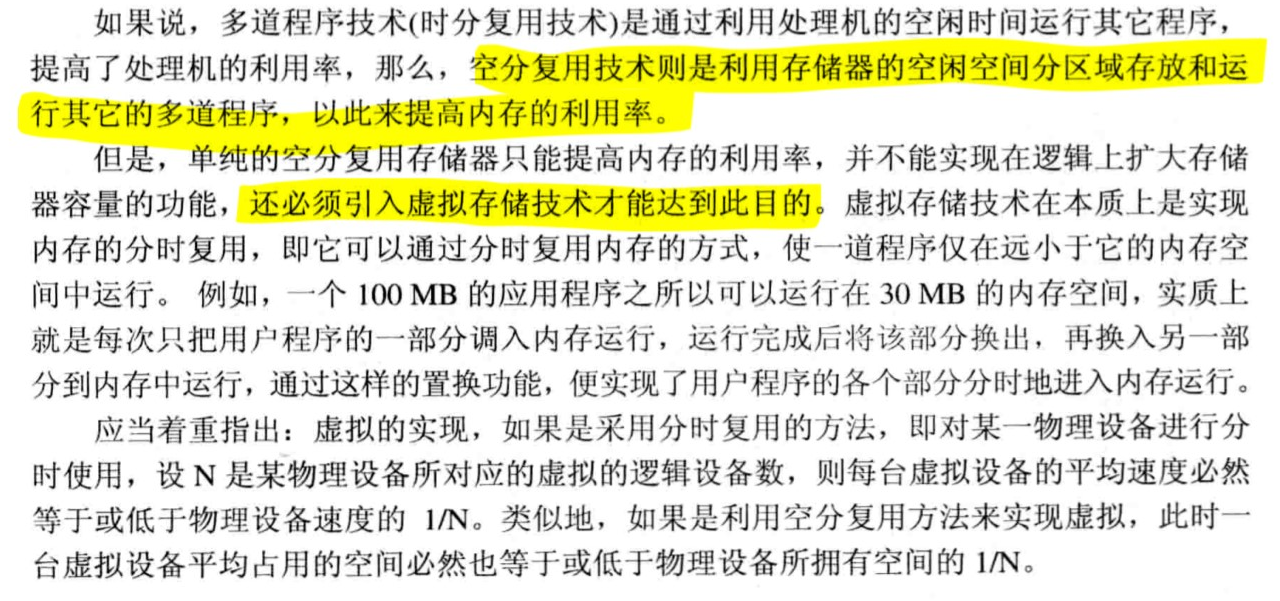 如果说，多道程序技术(时分复用技术)是通过利用处理机的空闲时间运行其它程序，
提高了处理机的利用率，那么，空分复用技术则是利用存储器的空闲空间分区域存放和运
行其它的多道程序，以此来提高内存的利用率。
但是，单纯的空分复用存储器只能提高内存的利用率，并不能实现在逻辑上扩大存储
器容量的功能，还必须引入虚拟存储技术才能达到此目的。虚拟存储技术在本质上是实现
内存的分时复用，即它可以通过分时复用内存的方式，使一道程序仅在远小于它的内存空
间中运行。 例如，一个 100 MB 的应用程序之所以可以运行在 30 MB 的内存空间，实质上
就是每次只把用户程序的一部分调入内存运行，运行完成后将该部分换出，再换入另一部
分到内存中运行，通过这样的置换功能，便实现了用户程序的各个部分分时地进入内存运行。
应当着重指出：虚拟的实现，如果是采用分时复用的方法，即对某一物理设备进行分
时使用，设 N 是某物理设备所对应的虚拟的逻辑设备数，则每台虚拟设备的平均速度必然
等于或低于物理设备速度的 1/N。类似地，如果是利用空分复用方法来实现虚拟，此时一
台虚拟设备平均占用的空间必然也等于或低于物理设备所拥有空间的 1/N。